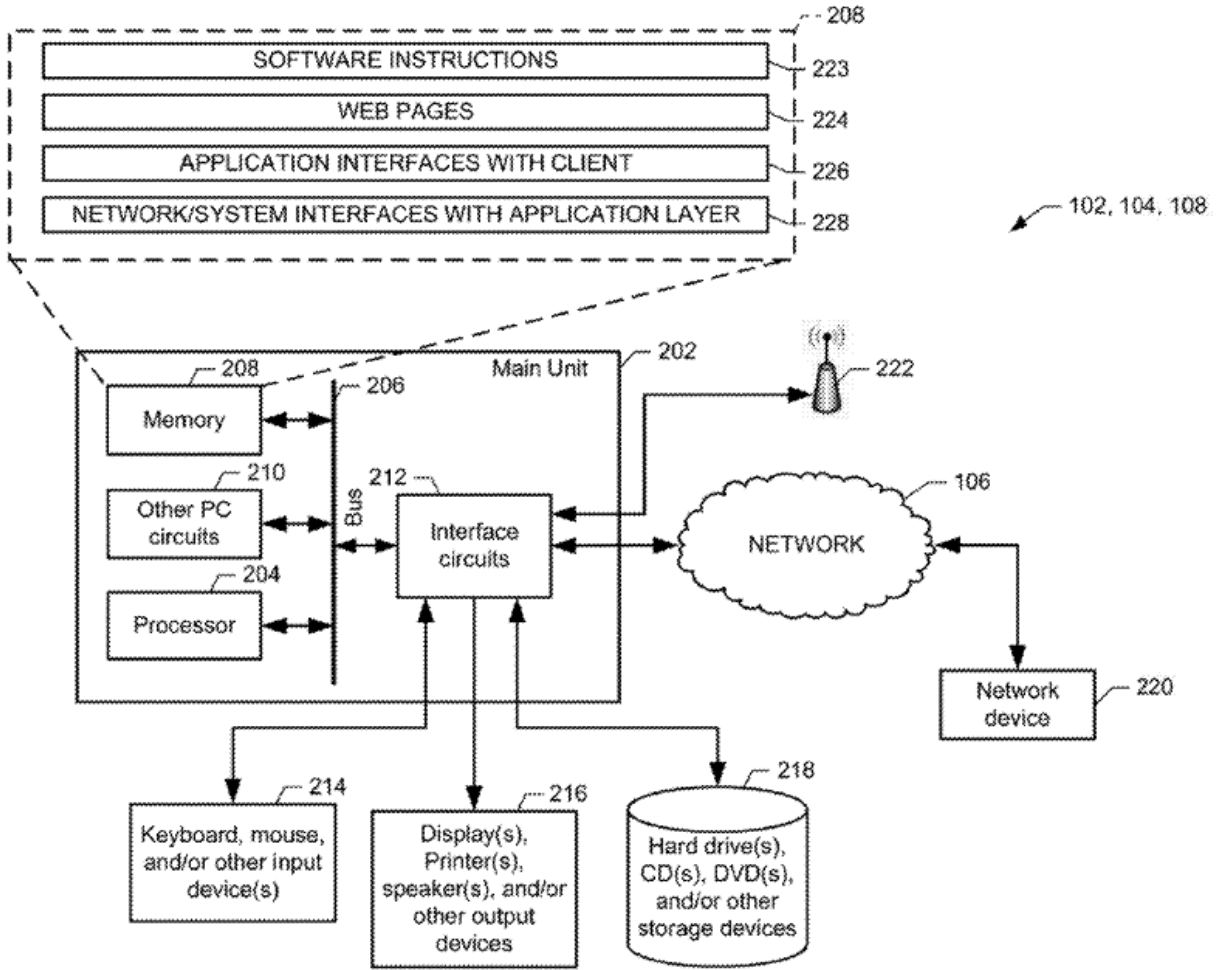 208
SOFTWARE INSTRUCTIONS
223
WEB PAGES
224
APPLICATION INTERFACES WITH CLIENT
226
NETWORK/SYSTEM INTERFACES WITH APPLICATION LAYER
228
102, 104, 108
Main Unit
202
208
Memory
206
222
210
Other PC
circuits
Bus
212
Interface
circuits
106
NETWORK
204
Processor
Network
device
220
214
Keyboard, mouse,
and/or other input
device(s)
216
Display(s),
Printer(s),
speaker(s), and/or
other output
devices
218
Hard drive(s),
CD(s), DVD(s),
and/or other
storage devices